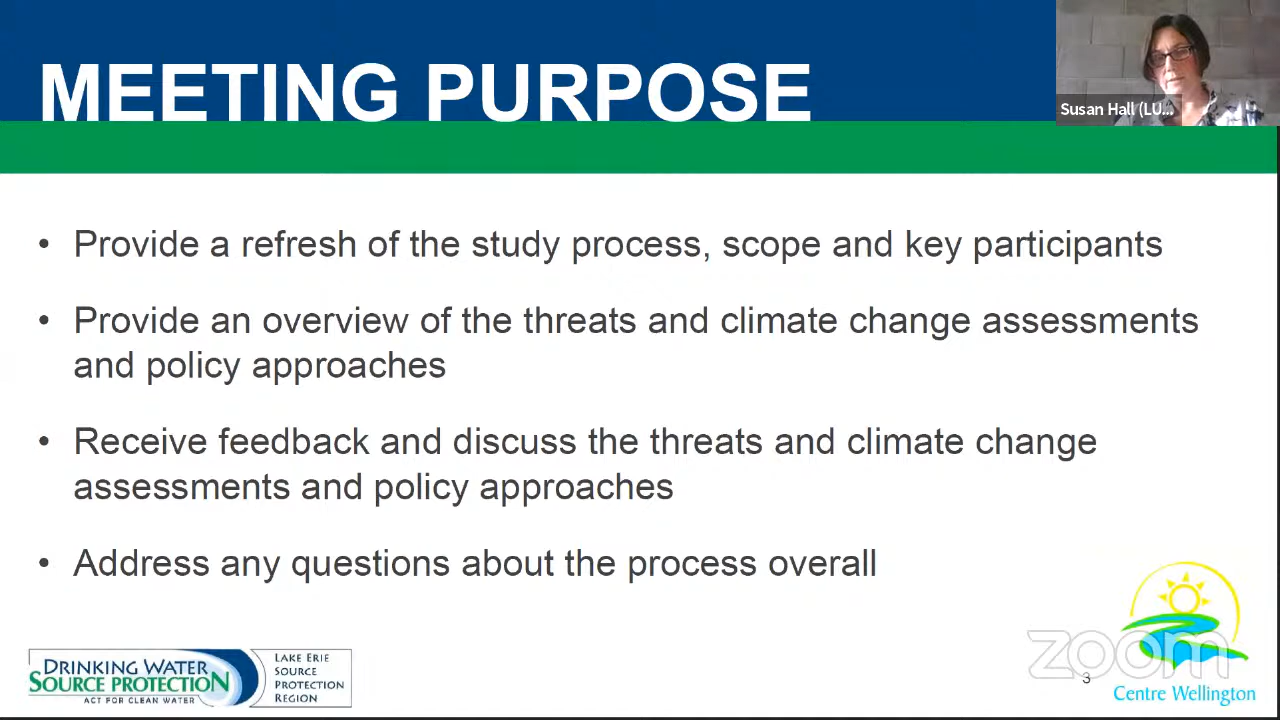 MEETING PURPOSE
Susan Hall (LU...
• Provide a refresh of the study process, scope and key participants
• Provide an overview of the threats and climate change assessments
and policy approaches
• Receive feedback and discuss the threats and climate change
assessments and policy approaches
• Address any questions about the process overall
DRINKING WATER
SOURCE PROTECTION
ACT FOR CLEAN WATER
LAKE ERIE
SOURCE
PROTECTION
REGION
zoom
3
Centre Wellington